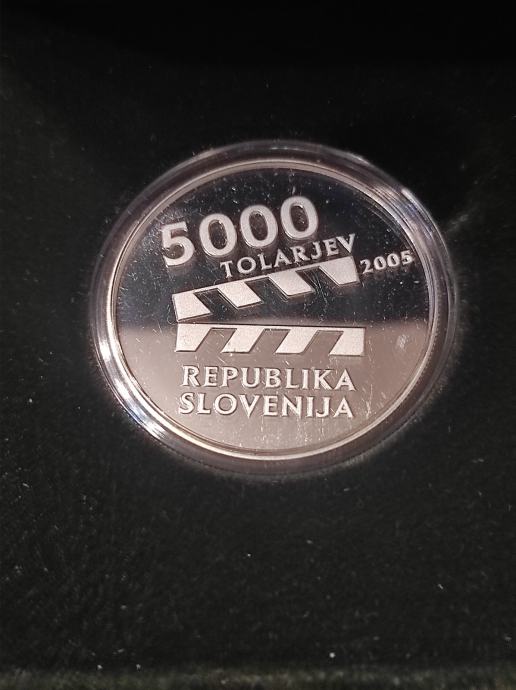 5000
TOLARJEV
2005
REPUBLIKA
SLOVENIJA